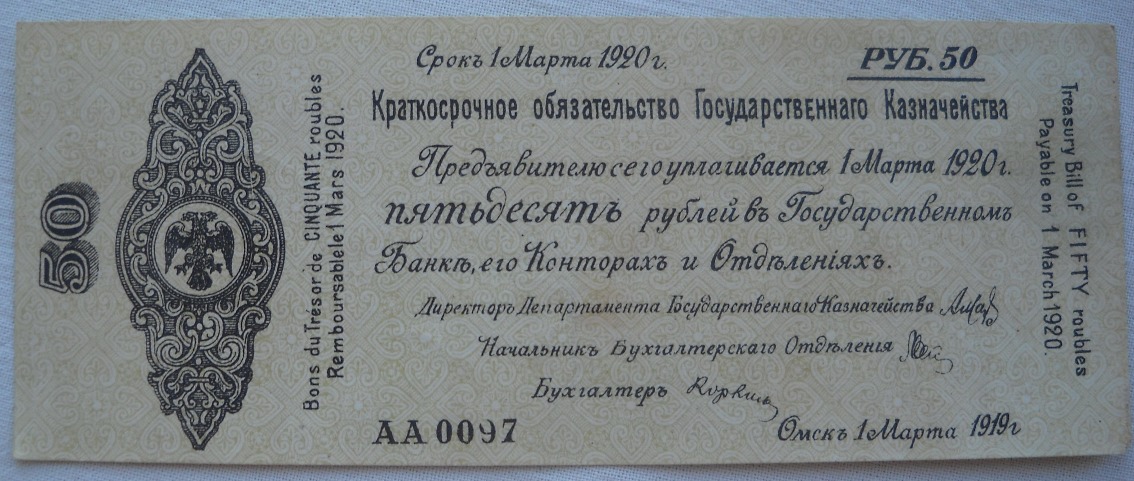 50
Bons du Trésor de CINQUANTE roubles
Remboursable le 1 Mars 1920.
Срокъ 1 Марта 1920 г.
РУБ. 50
Краткосрочное обязательство Государственнаго Казначейства
Предъявителю сего уплачивается 1 Марта 1920 г.
пятьдесятъ рублей въ Государственномъ
Банкѣ, его Конторахъ и Отдѣленіяхъ.
Директоръ Департамента Государственнаго Казначейства
Начальникъ Бухгалтерскаго Отдѣленія
Бухгалтеръ
АА 0097
Омскъ 1 Марта 1919 г
Treasury Bill of FIFTY roubles
Payable on 1 March 1920.